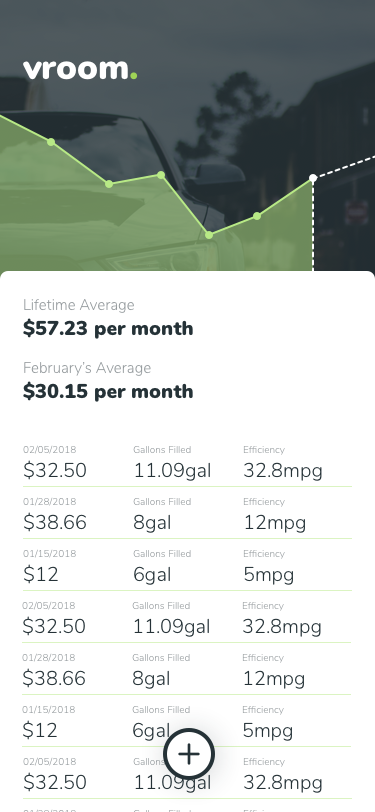 vroom.
Lifetime Average
$57.23 per month
February's Average
$30.15 per month
02/05/2018 Gallons Filled Efficiency
$32.50 11.09gal 32.8mpg
01/28/2018 Gallons Filled Efficiency
$38.66 8gal 12mpg
01/15/2018 Gallons Filled Efficiency
$12 6gal 5mpg
02/05/2018 Gallons Filled Efficiency
$32.50 11.09gal 32.8mpg
01/28/2018 Gallons Filled Efficiency
$38.66 8gal 12mpg
01/15/2018 Gallons Filled Efficiency
$12 6gal 5mpg
02/05/2018 Gallons Efficiency
$32.50 11.09gal 32.8mpg